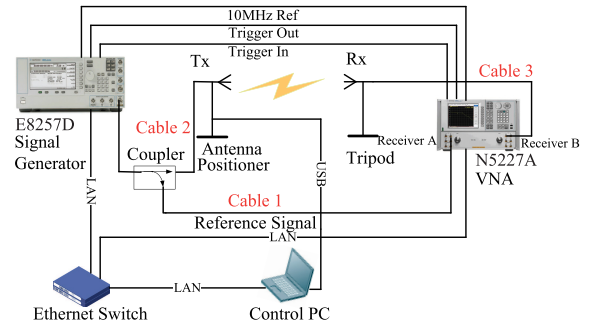 10MHz Ref
Trigger Out
Trigger In
Tx
Rx
Cable 3
E8257D
Signal
Generator
Cable 2
Coupler
Antenna
Positioner
Tripod
Receiver A
Receiver B
N5227A
VNA
LAN
USB
Cable 1
Reference Signal
LAN
LAN
Ethernet Switch
Control PC